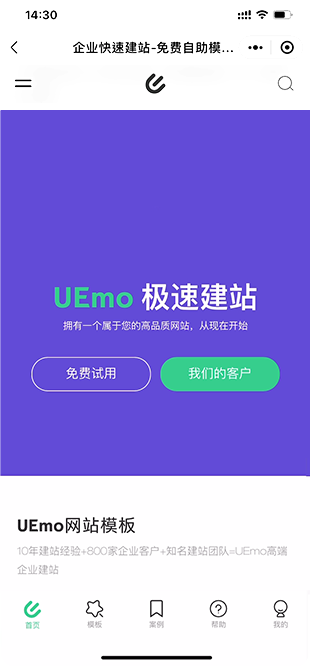 14:30
企业快速建站-免费自助模...
UEmo 极速建站
拥有一个属于您的高品质网站，从现在开始
免费试用
我们的客户
UEmo网站模板
10年建站经验+800家企业客户+知名建站团队=UEmo高端
企业建站
首页
模板
案例
帮助
我的